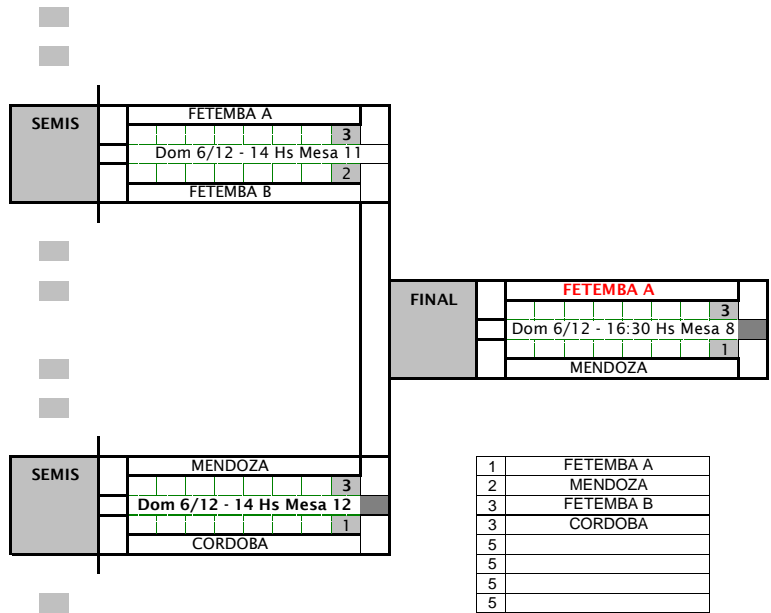 SEMIS
FETEMBA A
3
Dom 6/12 - 14 Hs Mesa 11
2
FETEMBA B
FINAL
FETEMBA A
3
Dom 6/12 - 16:30 Hs Mesa 8
1
MENDOZA
SEMIS
MENDOZA
3
Dom 6/12 - 14 Hs Mesa 12
1
CORDOBA
1 FETEMBA A
2 MENDOZA
3 FETEMBA B
3 CORDOBA
5
5
5
5